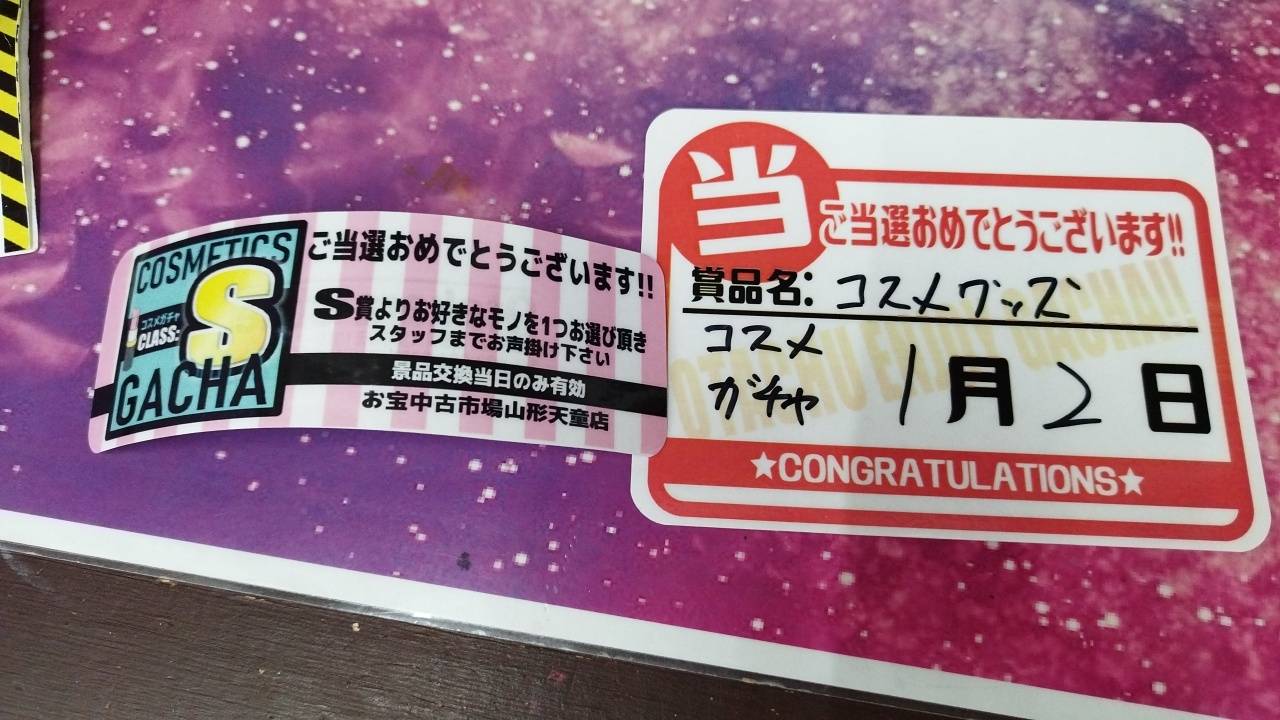 COSMETICS
コスメガチャ
CLASS:
S
GACHA
ご当選おめでとうございます!!
S賞よりお好きなモノを1つお選び頂き
スタッフまでお声掛け下さい
景品交換当日のみ有効
お宝中古市場山形天童店
当
ご当選おめでとうございます!!
賞品名: コスメグッズ
コスメ
ガチャ 1月2日
★CONGRATULATIONS★